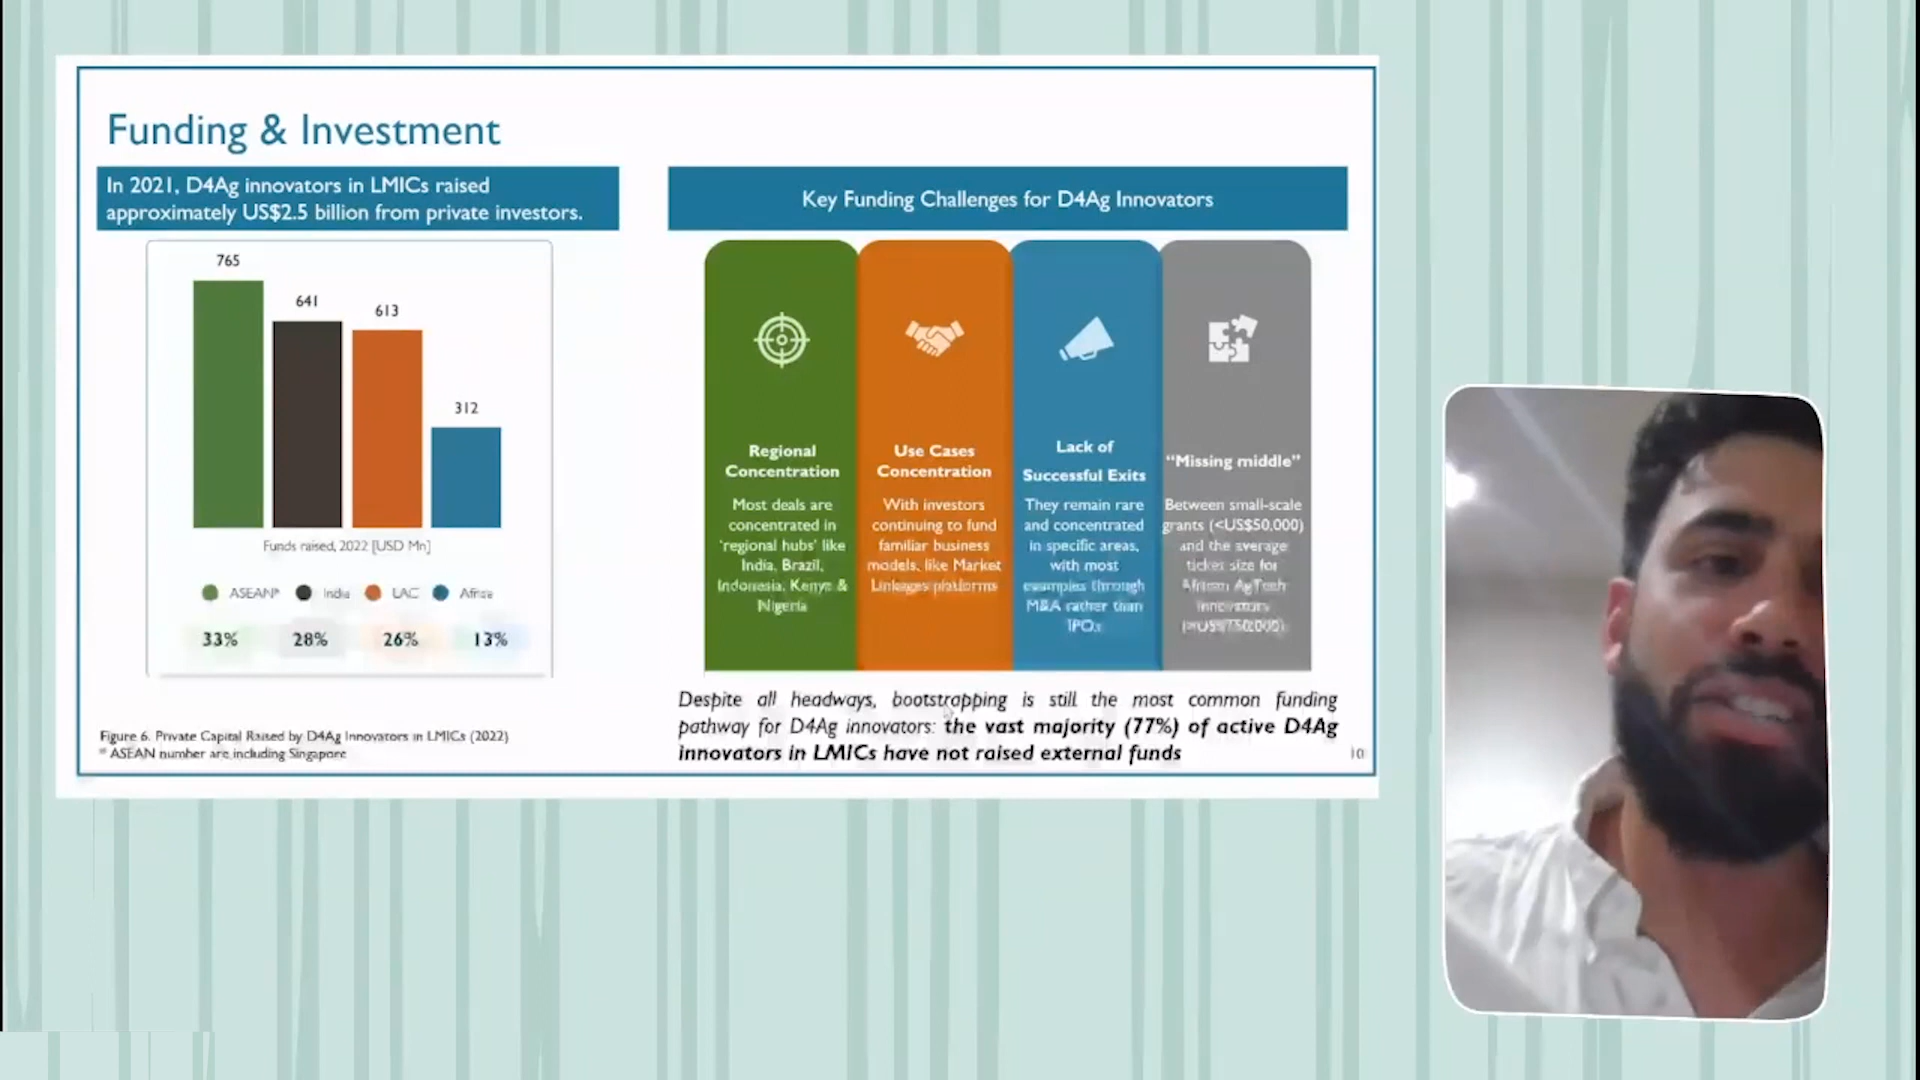 Funding & Investment
In 2021, D4Ag innovators in LMICs raised
approximately US$2.5 billion from private investors.
765
641
613
312
Funds raised, 2022 [USD Mn]
ASEAN* India LAC Africa
33% 28% 26% 13%
Figure 6. Private Capital Raised by D4Ag Innovators in LMICs (2022)
* ASEAN number are including Singapore
Key Funding Challenges for D4Ag Innovators
Regional
Concentration
Most deals are
concentrated in
'regional hubs' like
India, Brazil,
Indonesia, Kenya &
Nigeria
Use Cases
Concentration
With investors
continuing to fund
familiar business
models, like Market
Linkages platforms
Lack of
Successful Exits
They remain rare
and concentrated
in specific areas,
with most
examples through
M&A rather than
IPOs
"Missing middle"
Between small-scale
grants (<US$50,000)
and the average
ticket size for
African AgTech
innovators
Despite all headways, bootstrapping is still the most common funding
pathway for D4Ag innovators: the vast majority (77%) of active D4Ag
innovators in LMICs have not raised external funds
10